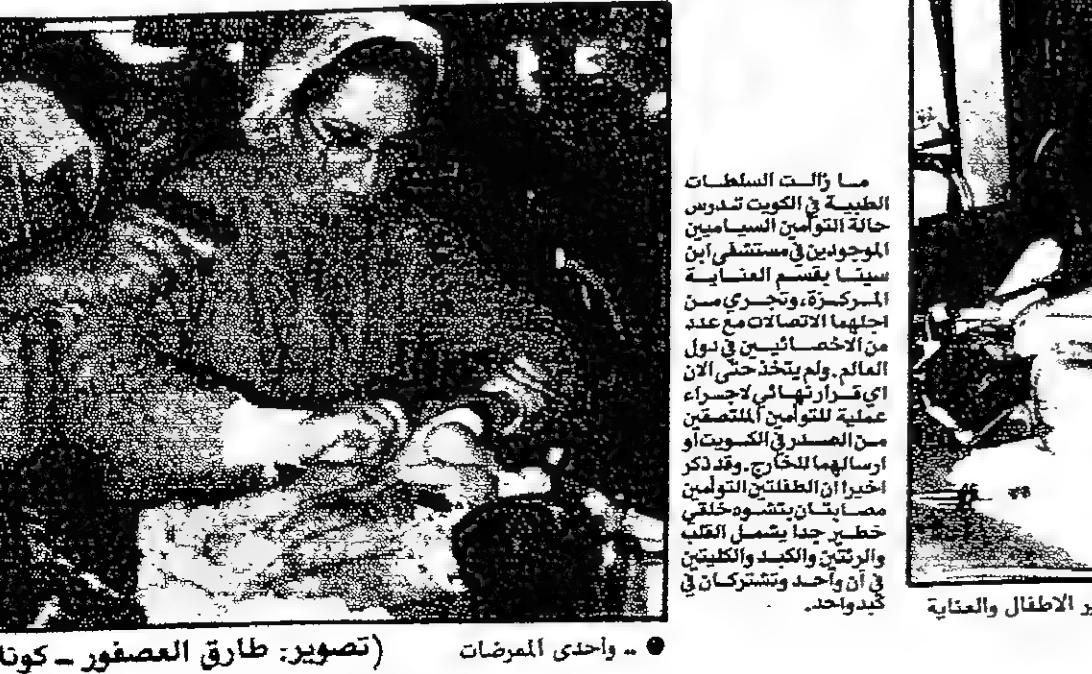 ما زالت السلطات
الطبية في الكويت تدرس
حالة التوأمين السياميين
الموجودين في مستشفى ابن
سينا بقسم العناية
المركزة، وتجري من
اجلهما الاتصالات مع عدد
من الاخصائيين في دول
العالم. ولم يتخذ حتى الان
اي قرار نهائي لاجراء
عملية للتوأمين الملتصقين
من الصدر في الكويت او
ارسالهما للخارج. وقد ذكر
اخيرا ان الطفلتين التوأمين
مصابتان بتشوه خلقي
خطير جدا يشمل القلب
والرئتين والكبد والكليتين
في آن واحد وتشتركان في
كبد واحد.
ير الاطفال والعناية
● .. واحدى الممرضات
(تصوير: طارق العصفور ـ كونا